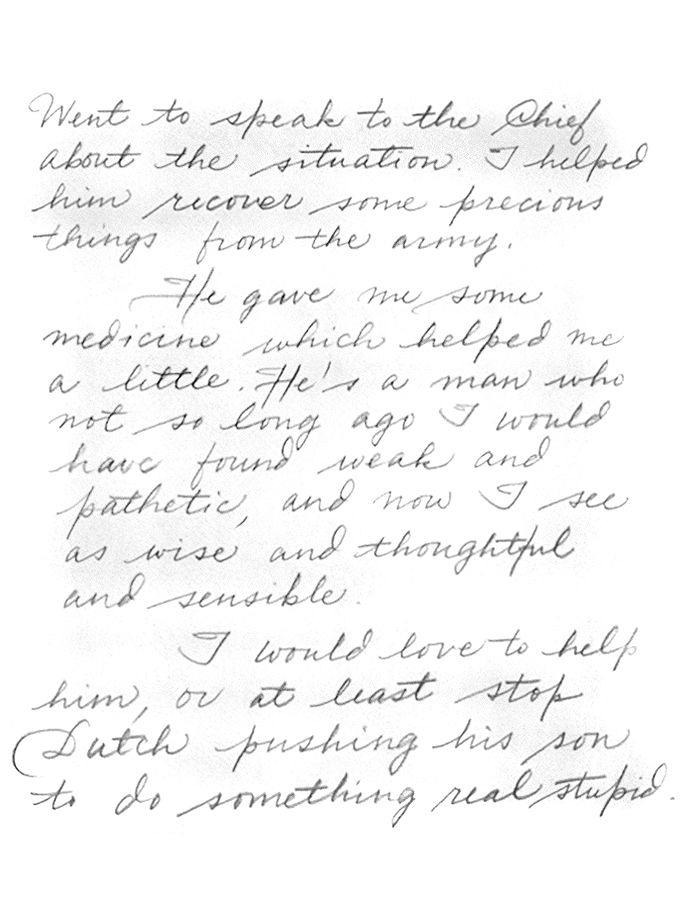 Went to speak to the Chief
about the situation. I helped
him recover some precious
things from the army.
He gave me some
medicine which helped me
a little. He's a man who
not so long ago I would
have found weak and
pathetic, and now I see
as wise and thoughtful
and sensible.
I would love to help
him, or at least stop
Dutch pushing his son
to do something real stupid.